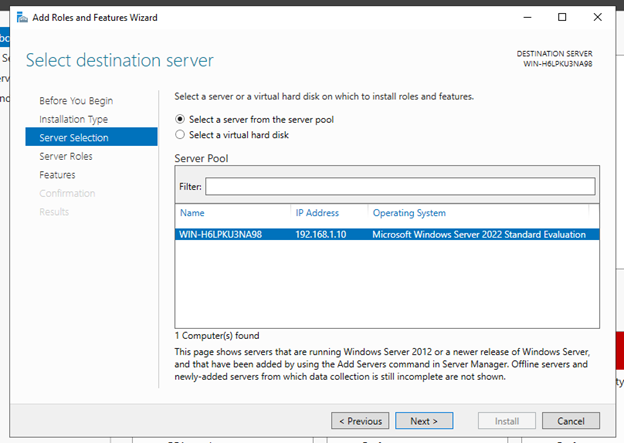 Add Roles and Features Wizard
Select destination server
DESTINATION SERVER
WIN-H6LPKU3NA98
Before You Begin
Installation Type
Server Selection
Server Roles
Features
Confirmation
Results
Select a server or a virtual hard disk on which to install roles and features.
Select a server from the server pool
Select a virtual hard disk
Server Pool
Filter:
Name IP Address Operating System
WIN-H6LPKU3NA98 192.168.1.10 Microsoft Windows Server 2022 Standard Evaluation
1 Computer(s) found
This page shows servers that are running Windows Server 2012 or a newer release of Windows Server,
and that have been added by using the Add Servers command in Server Manager. Offline servers and
newly-added servers from which data collection is still incomplete are not shown.
< Previous Next > Install Cancel